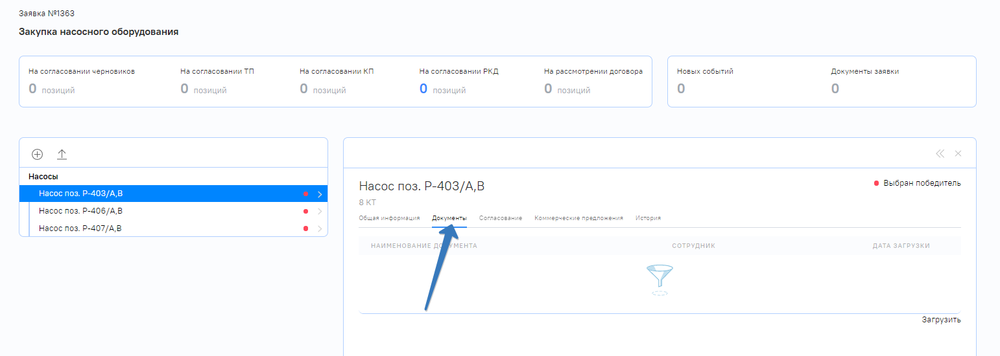 Заявка №1363
Закупка насосного оборудования
На согласовании черновиков
0 позиций
На согласовании ТП
0 позиций
На согласовании КП
0 позиций
На согласовании РКД
0 позиций
На рассмотрении договора
0 позиций
Новых событий
0
Документы заявки
0
Насосы
Насос поз. Р-403/А,В
Насос поз. Р-406/А,В
Насос поз. Р-407/А,В
Насос поз. Р-403/А,В
Выбран победитель
8 КТ
Общая информация Документы Согласование Коммерческие предложения История
НАИМЕНОВАНИЕ ДОКУМЕНТА СОТРУДНИК ДАТА ЗАГРУЗКИ
Загрузить